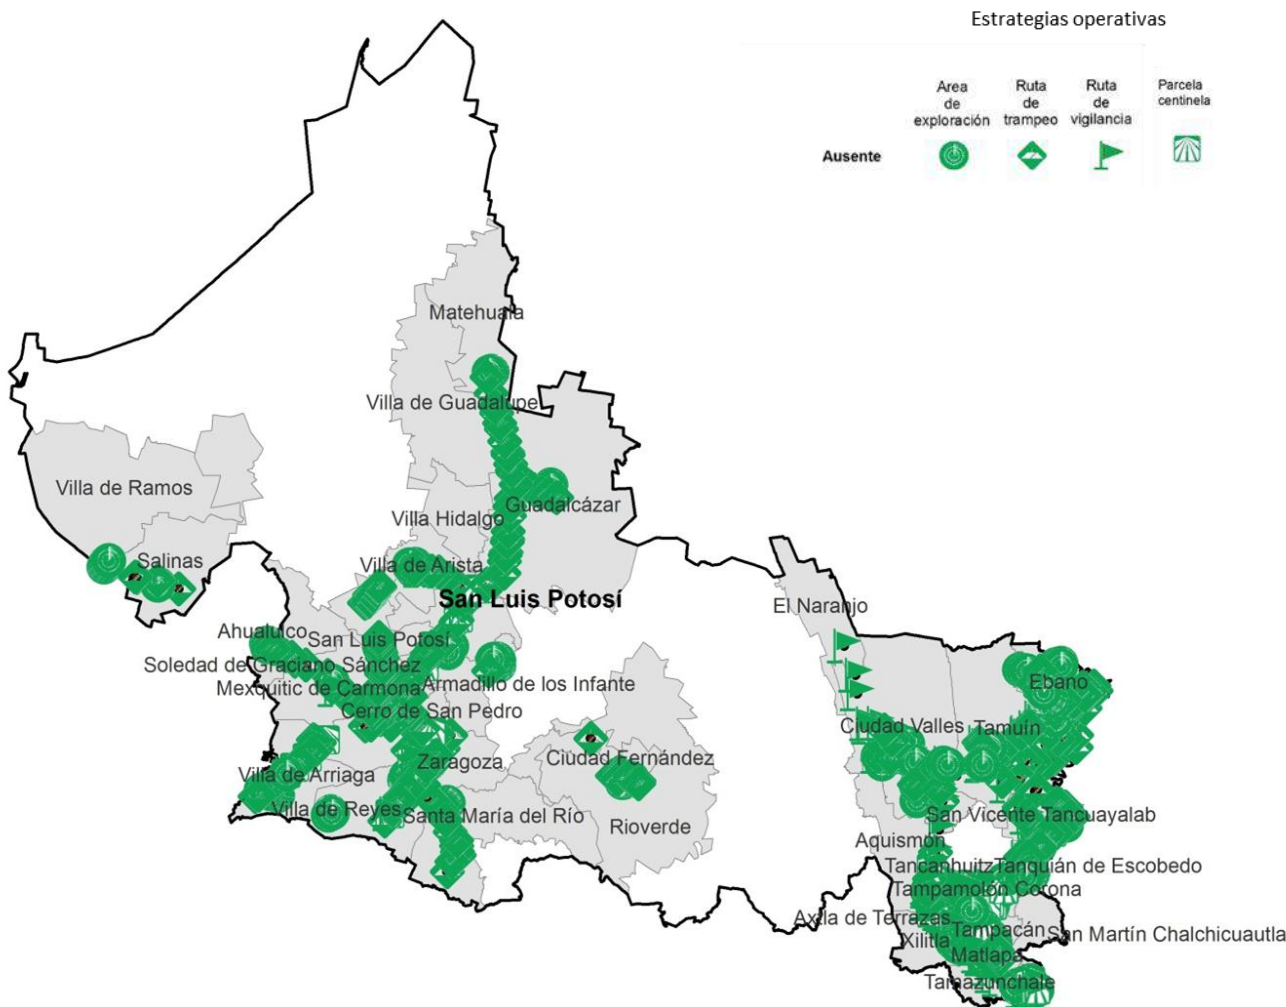 Estrategias operativas
Area
de
exploración
Ruta
de
trampeo
Ruta
de
vigilancia
Parcela
centinela
Ausente
Matehuala
Villa de Guadalupe
Villa de Ramos
Guadalcázar
Villa Hidalgo
Salinas
Villa de Arista
San Luis Potosí
El Naranjo
Ahualulco
San Luis Potosí
Soledad de Graciano Sánchez
Mexquitic de Carmona
Armadillo de los Infante
Ebano
Cerro de San Pedro
Ciudad Valles
Tamuín
Ciudad Fernández
Zaragoza
Villa de Arriaga
Villa de Reyes
Santa María del Río
San Vicente Tancuayalab
Rioverde
Aquismón
Tancanhuitz
Tanquián de Escobedo
Tampamolón Corona
Axtla de Terrazas
Tampacán
San Martín Chalchicuautla
Xilitla
Matlapa
Tamazunchale